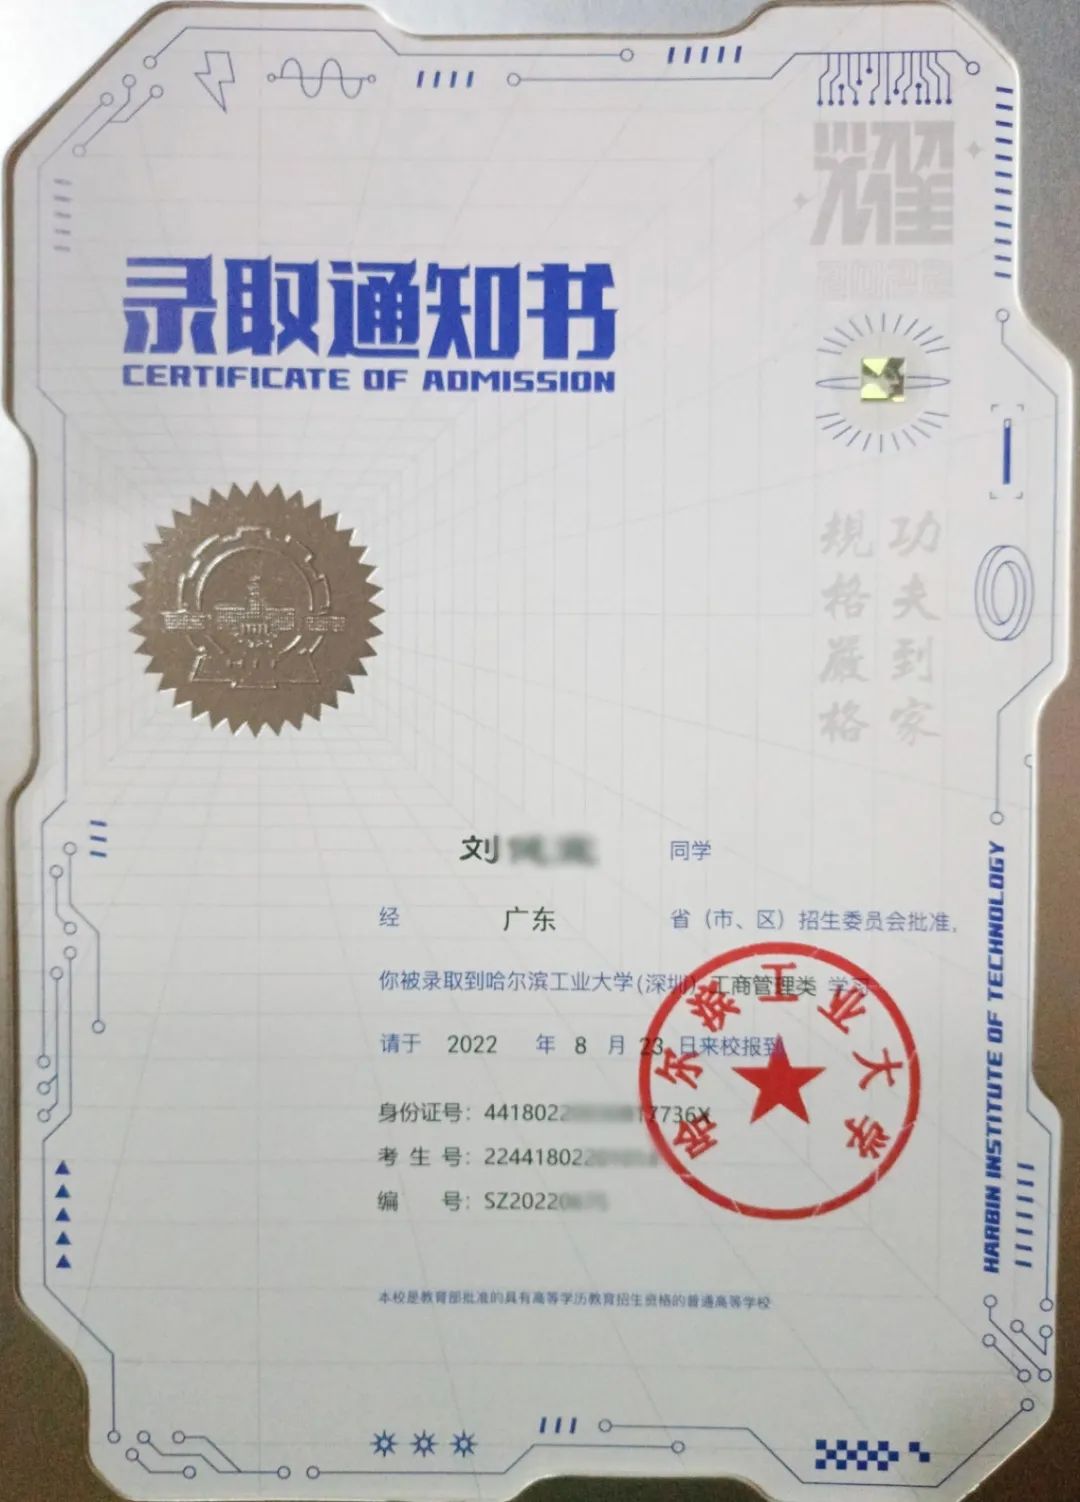 耀
2022
录取通知书
CERTIFICATE OF ADMISSION
规格严格
功夫到家
刘 同学
经 广东 省（市、区）招生委员会批准,
你被录取到哈尔滨工业大学(深圳) 工商管理类 学习
请于 2022 年 8 月 23 日来校报到
身份证号: 441802 17736X
考生号: 224418022
编号: SZ20220
哈尔滨工业大学
本校是教育部批准的具有高等学历教育招生资格的普通高等学校
HARBIN INSTITUTE OF TECHNOLOGY